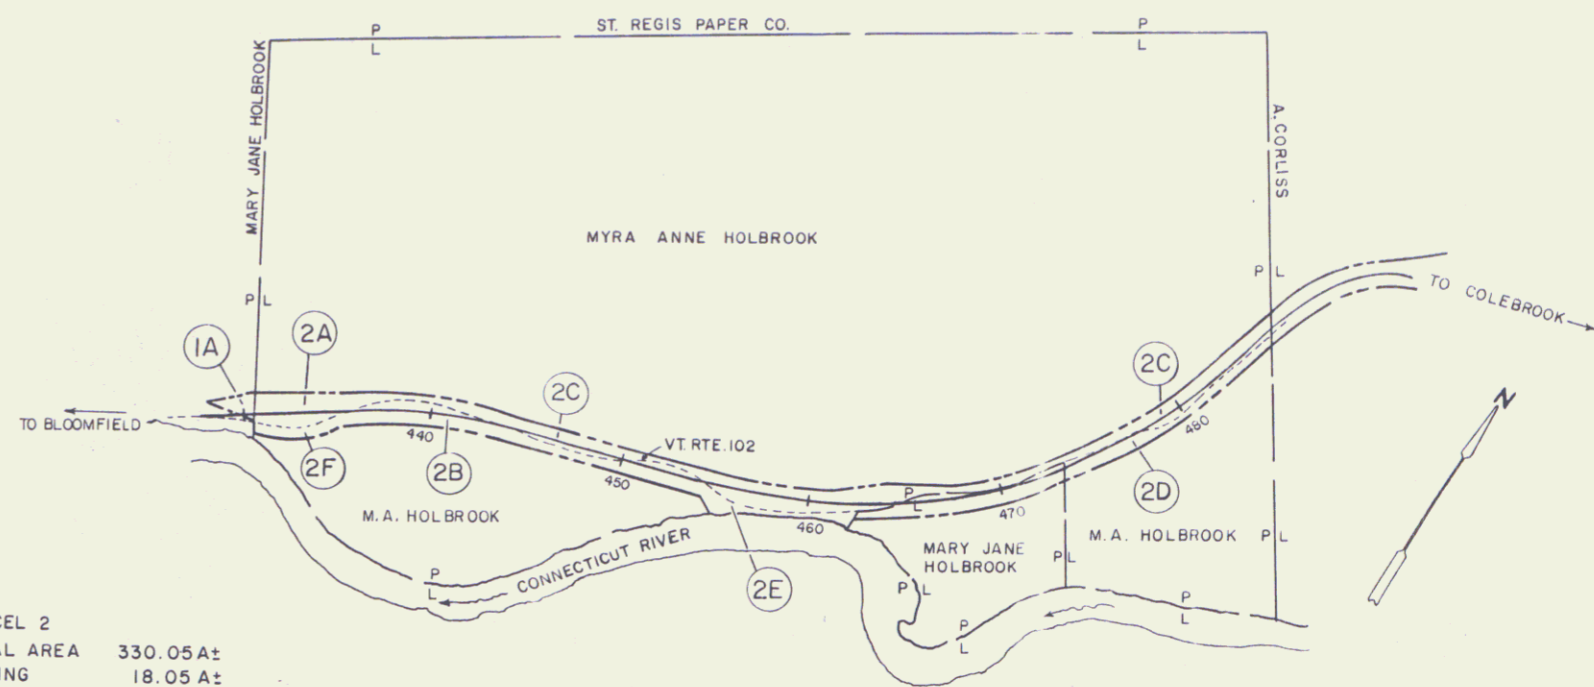 ST. REGIS PAPER CO.
P
L
P
L
MARY JANE HOLBROOK
A. CORLISS
MYRA ANNE HOLBROOK
P L
P L
TO COLEBROOK
1A
2A
2C
2C
N
TO BLOOMFIELD
440
VT. RTE. 102
480
2F
2B
450
P
L
2D
470
M.A. HOLBROOK
460
CONNECTICUT RIVER
MARY JANE
HOLBROOK
P L
M.A. HOLBROOK
P L
P
L
2E
P L
P
L
P
L
CEL 2
AL AREA 330.05 A±
ING 18.05 A±